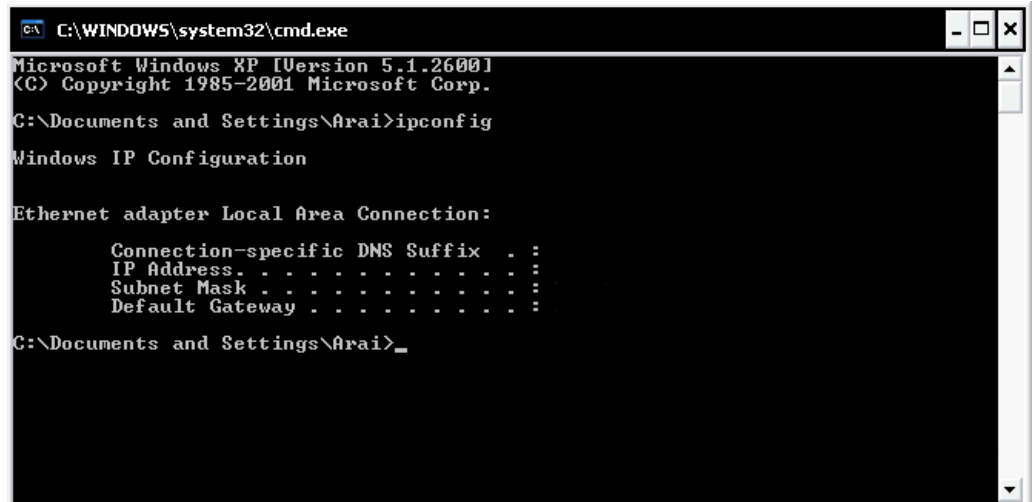 C:\WINDOWS\system32\cmd.exe
Microsoft Windows XP [Version 5.1.2600]
(C) Copyright 1985-2001 Microsoft Corp.
C:\Documents and Settings\Arai>ipconfig
Windows IP Configuration
Ethernet adapter Local Area Connection:
Connection-specific DNS Suffix . :
IP Address. . . . . . . . . . . . :
Subnet Mask . . . . . . . . . . . :
Default Gateway . . . . . . . . . :
C:\Documents and Settings\Arai>_